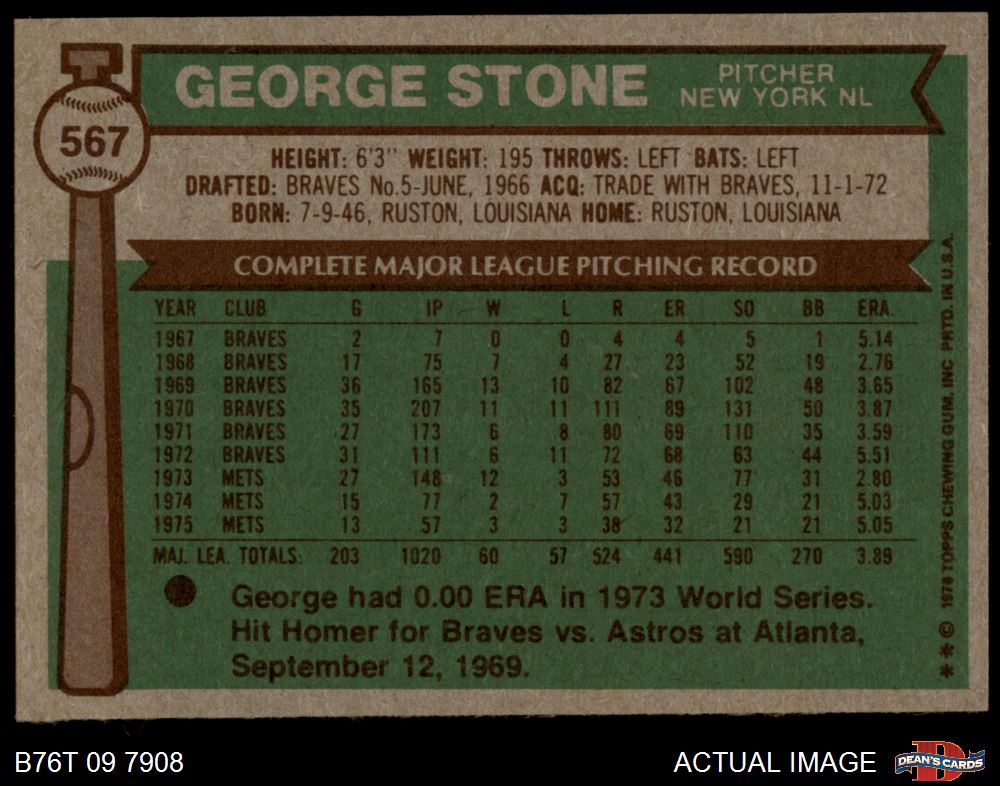 GEORGE STONE
PITCHER
NEW YORK NL
567
HEIGHT: 6'3" WEIGHT: 195 THROWS: LEFT BATS: LEFT
DRAFTED: BRAVES No.5-JUNE, 1966 ACQ: TRADE WITH BRAVES, 11-1-72
BORN: 7-9-46, RUSTON, LOUISIANA HOME: RUSTON, LOUISIANA
COMPLETE MAJOR LEAGUE PITCHING RECORD
YEAR CLUB G IP W L R ER SO BB ERA.
1967 BRAVES 2 7 0 0 4 4 5 1 5.14
1968 BRAVES 17 75 7 4 27 23 52 19 2.76
1969 BRAVES 36 165 13 10 82 67 102 48 3.65
1970 BRAVES 35 207 11 11 111 89 131 50 3.87
1971 BRAVES 27 173 6 8 80 69 110 35 3.59
1972 BRAVES 31 111 6 11 72 68 63 44 5.51
1973 METS 27 148 12 3 53 46 77 31 2.80
1974 METS 15 77 2 7 57 43 29 21 5.03
1975 METS 13 57 3 3 38 32 21 21 5.05
MAJ. LEA. TOTALS: 203 1020 60 57 524 441 590 270 3.89
George had 0.00 ERA in 1973 World Series.
Hit Homer for Braves vs. Astros at Atlanta,
September 12, 1969.
**© 1976 TOPPS CHEWING GUM, INC PRTD. IN U.S.A.
B76T 09 7908
ACTUAL IMAGE
D
DEAN'S CARDS